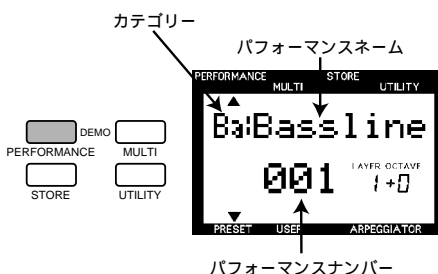 カテゴリー
パフォーマンスネーム
PERFORMANCE STORE
MULTI UTILITY
Ba:Bassline
DEMO
PERFORMANCE MULTI
STORE UTILITY
LAYER OCTAVE
001 1+0
PRESET USER ARPEGGIATOR
パフォーマンスナンバー